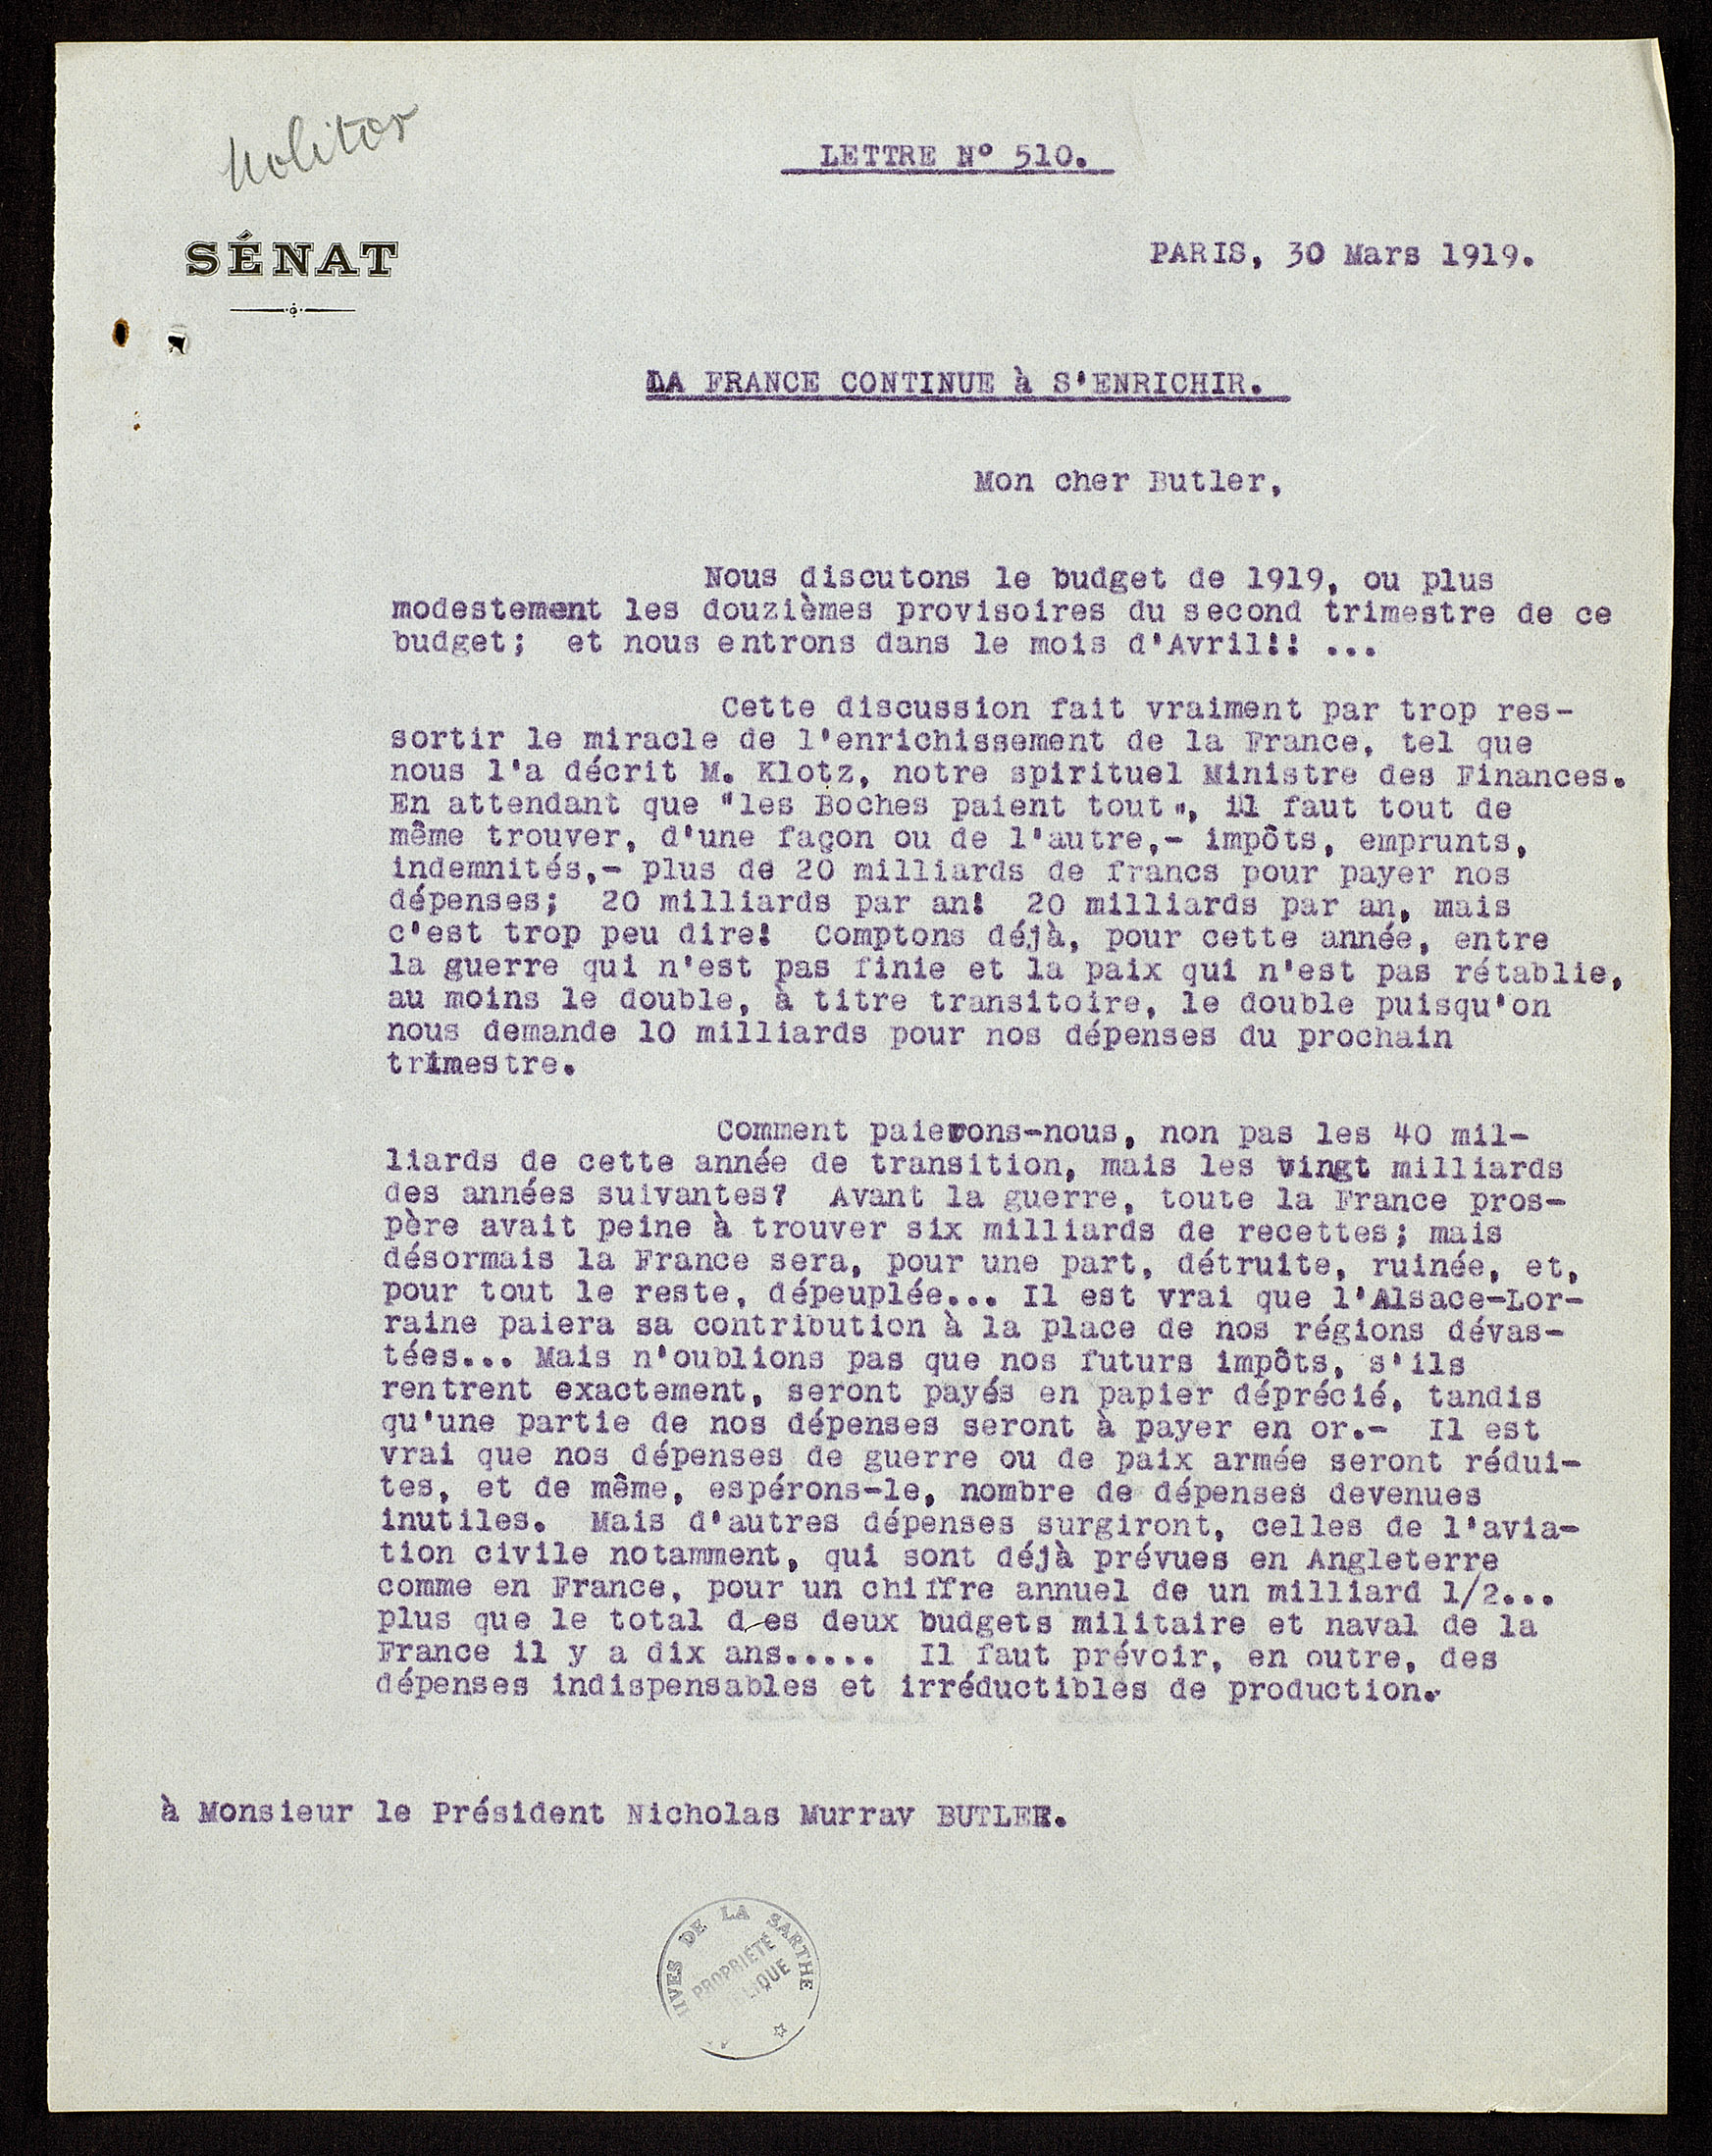 Molitor
LETTRE N° 510.
SÉNAT
PARIS, 30 Mars 1919.
LA FRANCE CONTINUE à S'ENRICHIR.
Mon cher Butler,
Nous discutons le budget de 1919, ou plus
modestement les douzièmes provisoires du second trimestre de ce
budget; et nous entrons dans le mois d'Avril!! ...
Cette discussion fait vraiment par trop res-
sortir le miracle de l'enrichissement de la France, tel que
nous l'a décrit M. Klotz, notre spirituel Ministre des Finances.
En attendant que "les Boches paient tout", il faut tout de
même trouver, d'une façon ou de l'autre,- impôts, emprunts,
indemnités,- plus de 20 milliards de francs pour payer nos
dépenses; 20 milliards par an! 20 milliards par an, mais
c'est trop peu dire! Comptons déjà, pour cette année, entre
la guerre qui n'est pas finie et la paix qui n'est pas rétablie,
au moins le double, à titre transitoire, le double puisqu'on
nous demande 10 milliards pour nos dépenses du prochain
trimestre.
Comment paierons-nous, non pas les 40 mil-
liards de cette année de transition, mais les vingt milliards
des années suivantes? Avant la guerre, toute la France pros-
père avait peine à trouver six milliards de recettes; mais
désormais la France sera, pour une part, détruite, ruinée, et,
pour tout le reste, dépeuplée... Il est vrai que l'Alsace-Lor-
raine paiera sa contribution à la place de nos régions dévas-
tées... Mais n'oublions pas que nos futurs impôts, s'ils
rentrent exactement, seront payés en papier déprécié, tandis
qu'une partie de nos dépenses seront à payer en or.- Il est
vrai que nos dépenses de guerre ou de paix armée seront rédui-
tes, et de même, espérons-le, nombre de dépenses devenues
inutiles. Mais d'autres dépenses surgiront, celles de l'avia-
tion civile notamment, qui sont déjà prévues en Angleterre
comme en France, pour un chiffre annuel de un milliard 1/2...
plus que le total des deux budgets militaire et naval de la
France il y a dix ans..... Il faut prévoir, en outre, des
dépenses indispensables et irréductibles de production.
à Monsieur le Président Nicholas Murray BUTLER.
DE LA SARTHE
PROPRIÉTÉ